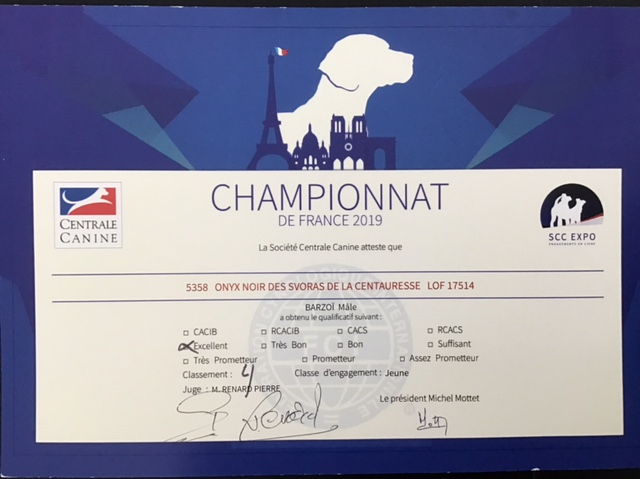 CHAMPIONNAT
DE FRANCE 2019
CENTRALE
CANINE
SCC EXPO
La Société Centrale Canine atteste que
5358 ONYX NOIR DES SVORAS DE LA CENTAURESSE LOF 17514
BARZOÏ Mâle
a obtenu le qualificatif suivant :
CACIB RCACIB CACS RCACS
Excellent Très Bon Bon Suffisant
Très Prometteur Prometteur Assez Prometteur
Classement : 4 Classe d'engagement : Jeune
Juge : M. RENARD PIERRE
Le président Michel Mottet